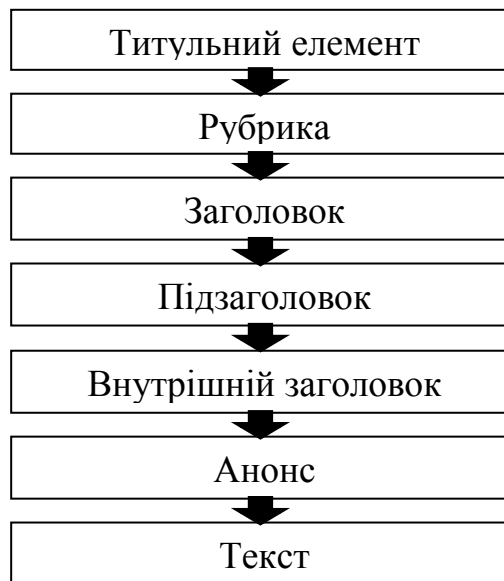 Титульний елемент
Рубрика
Заголовок
Підзаголовок
Внутрішній заголовок
Анонс
Текст